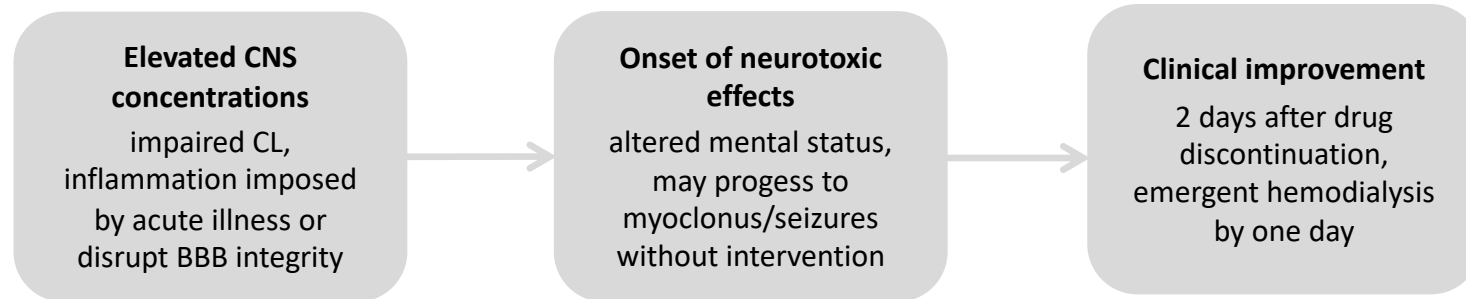 Elevated CNS
concentrations
impaired CL,
inflammation imposed
by acute illness or
disrupt BBB integrity
Onset of neurotoxic
effects
altered mental status,
may progess to
myoclonus/seizures
without intervention
Clinical improvement
2 days after drug
discontinuation,
emergent hemodialysis
by one day